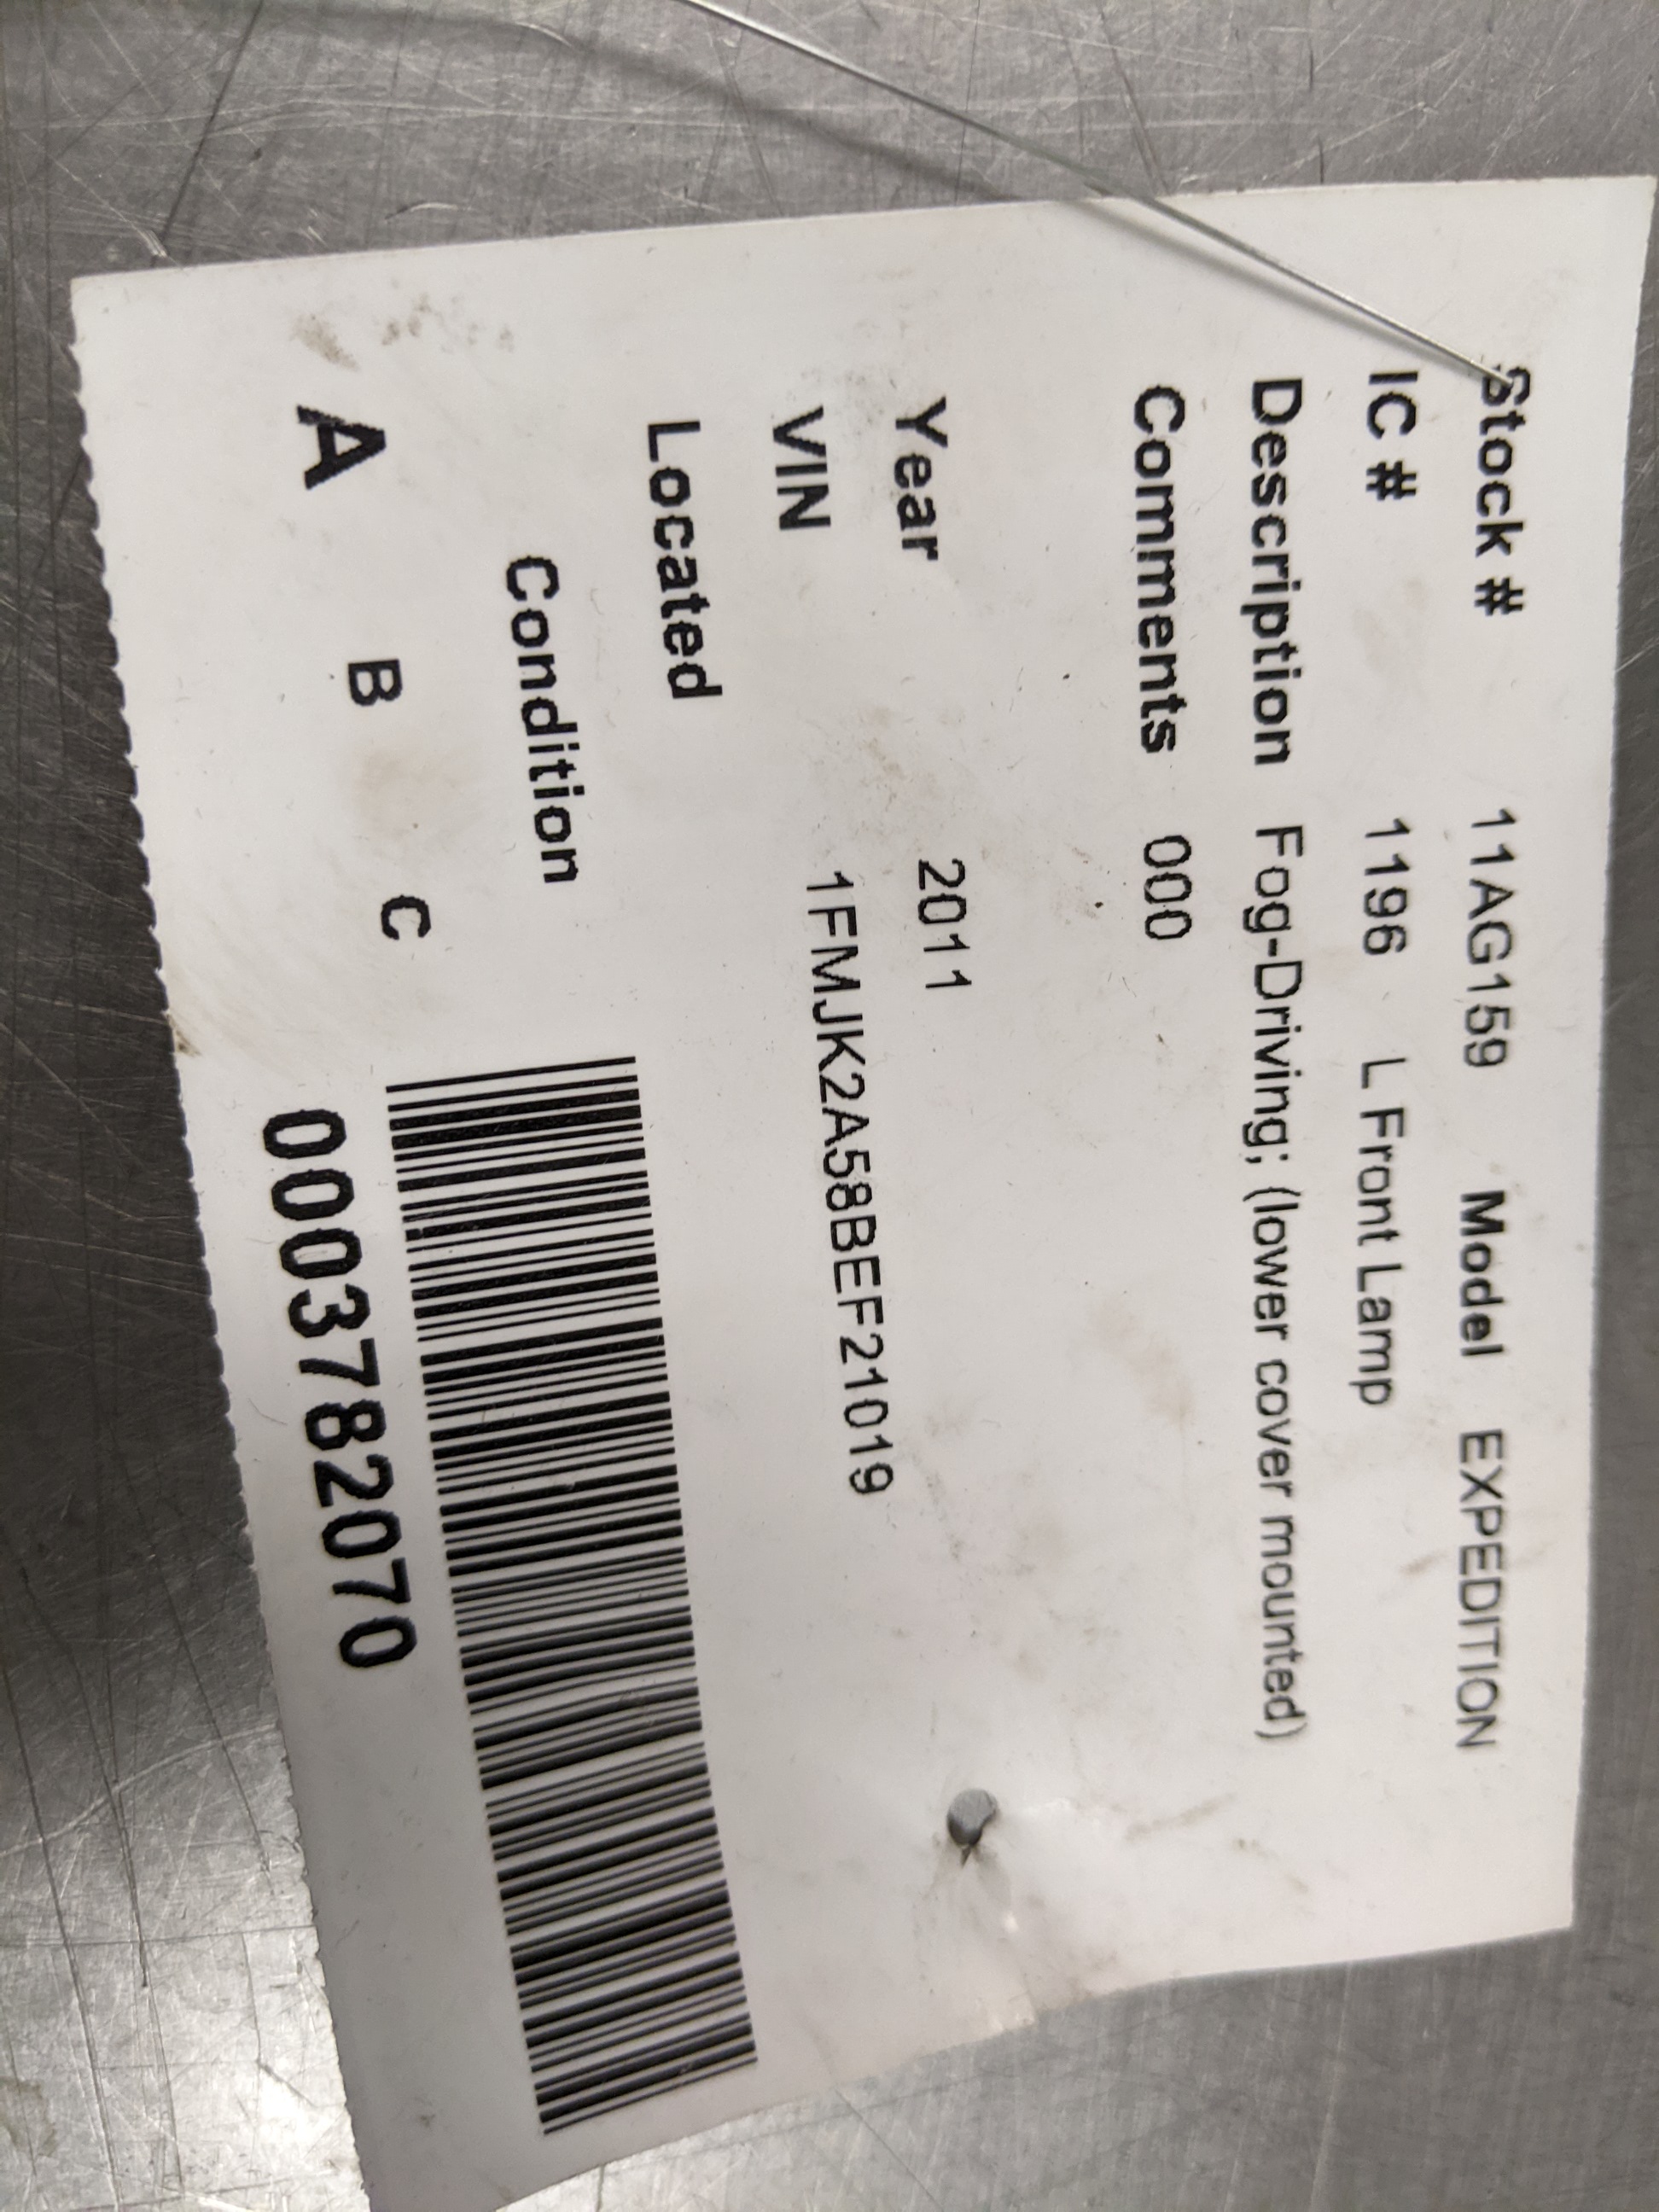 Stock # 11AG159 Model EXPEDITION
IC # 1196 L Front Lamp
Description Fog-Driving; (lower cover mounted)
Comments 000
Year 2011
VIN 1FMJK2A58BEF21019
Located
Condition
A B C
0003782070